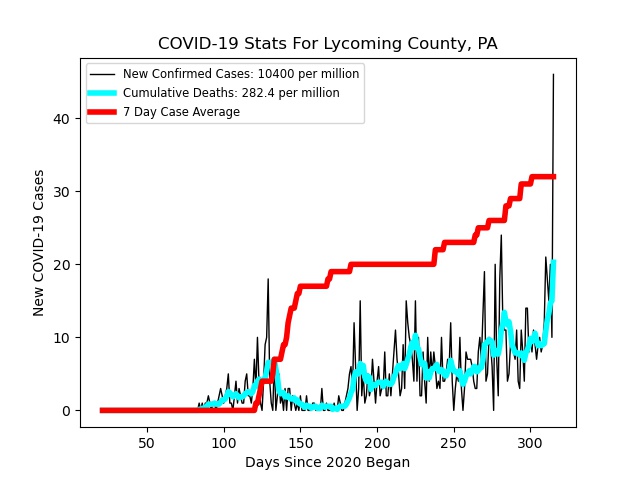 COVID-19 Stats For Lycoming County, PA
New Confirmed Cases: 10400 per million
Cumulative Deaths: 282.4 per million
7 Day Case Average
New COVID-19 Cases
40
30
20
10
0
50 100 150 200 250 300
Days Since 2020 Began